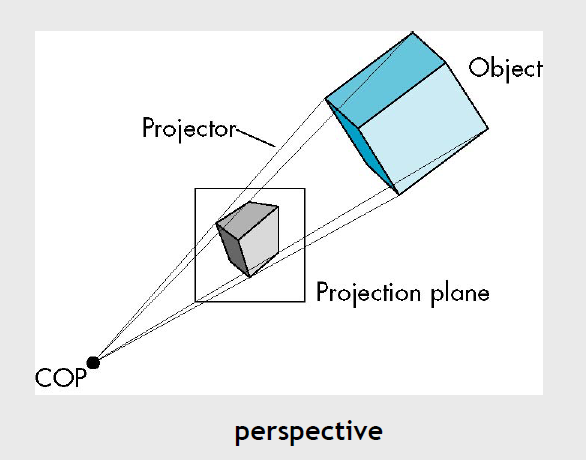 Object
Projector
Projection plane
COP
perspective